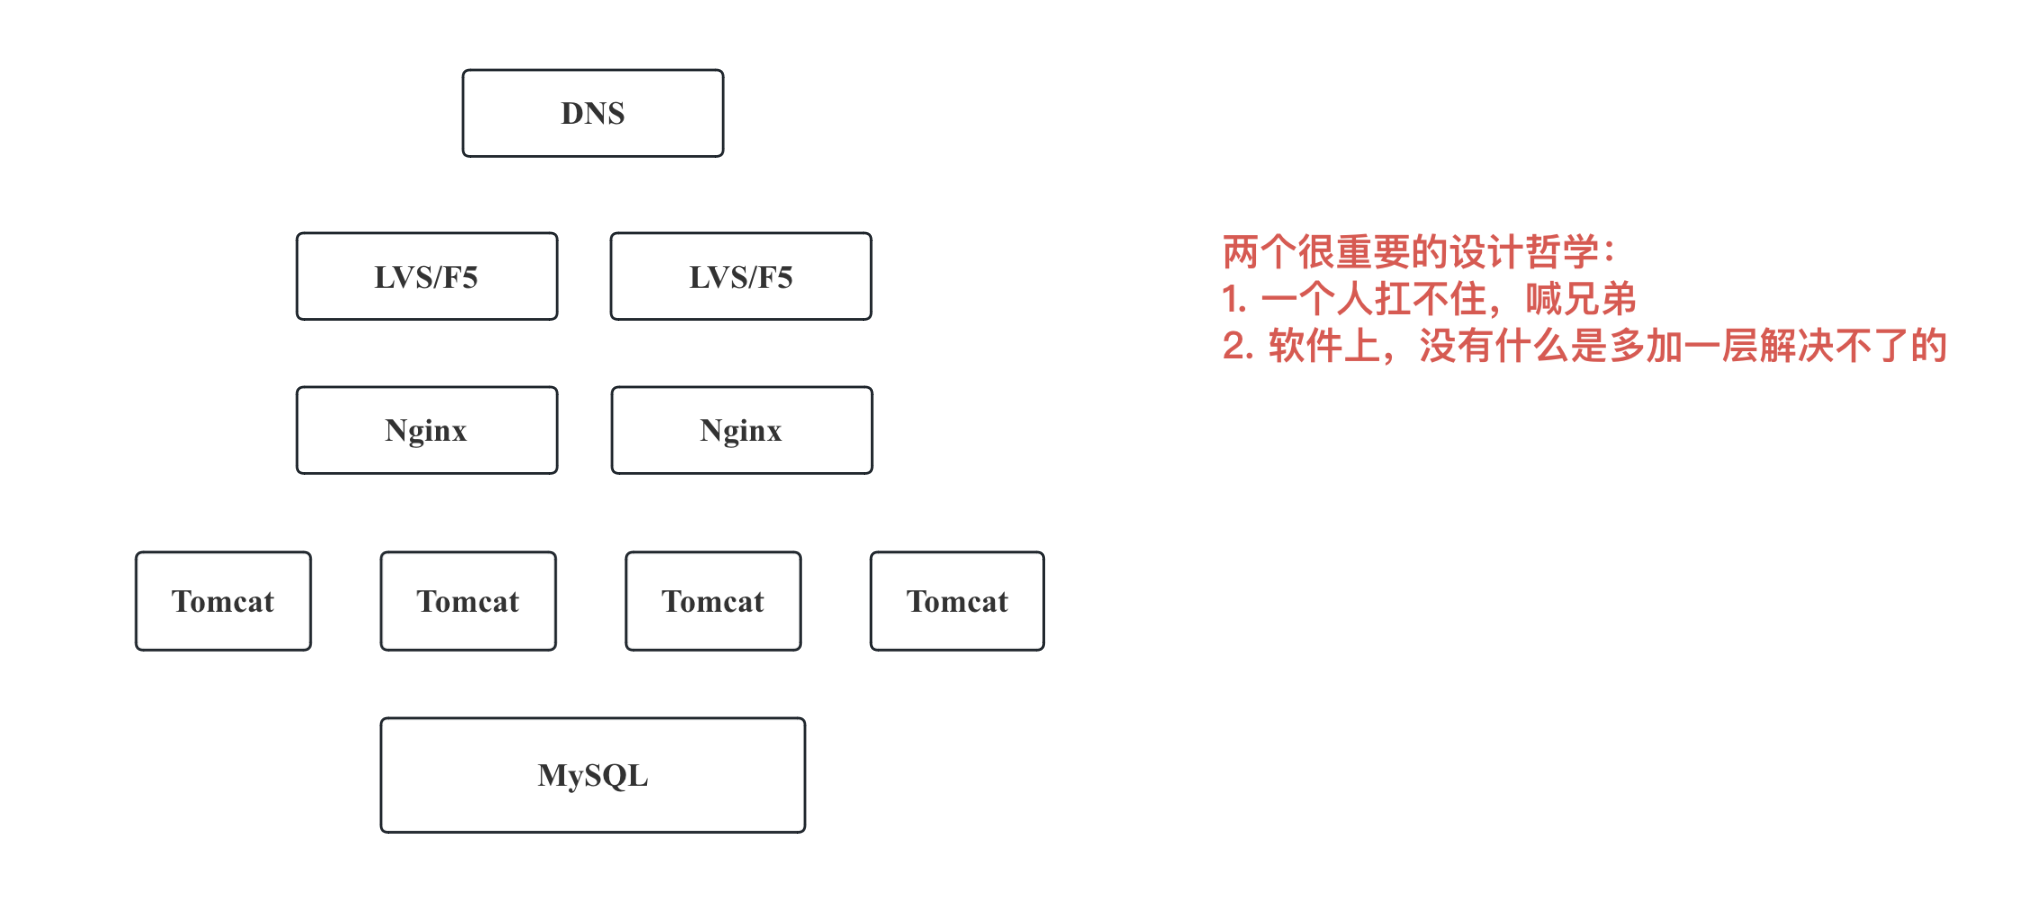 DNS
LVS/F5 LVS/F5
Nginx Nginx
Tomcat Tomcat Tomcat Tomcat
MySQL
两个很重要的设计哲学：
1. 一个人扛不住，喊兄弟
2. 软件上，没有什么是多加一层解决不了的